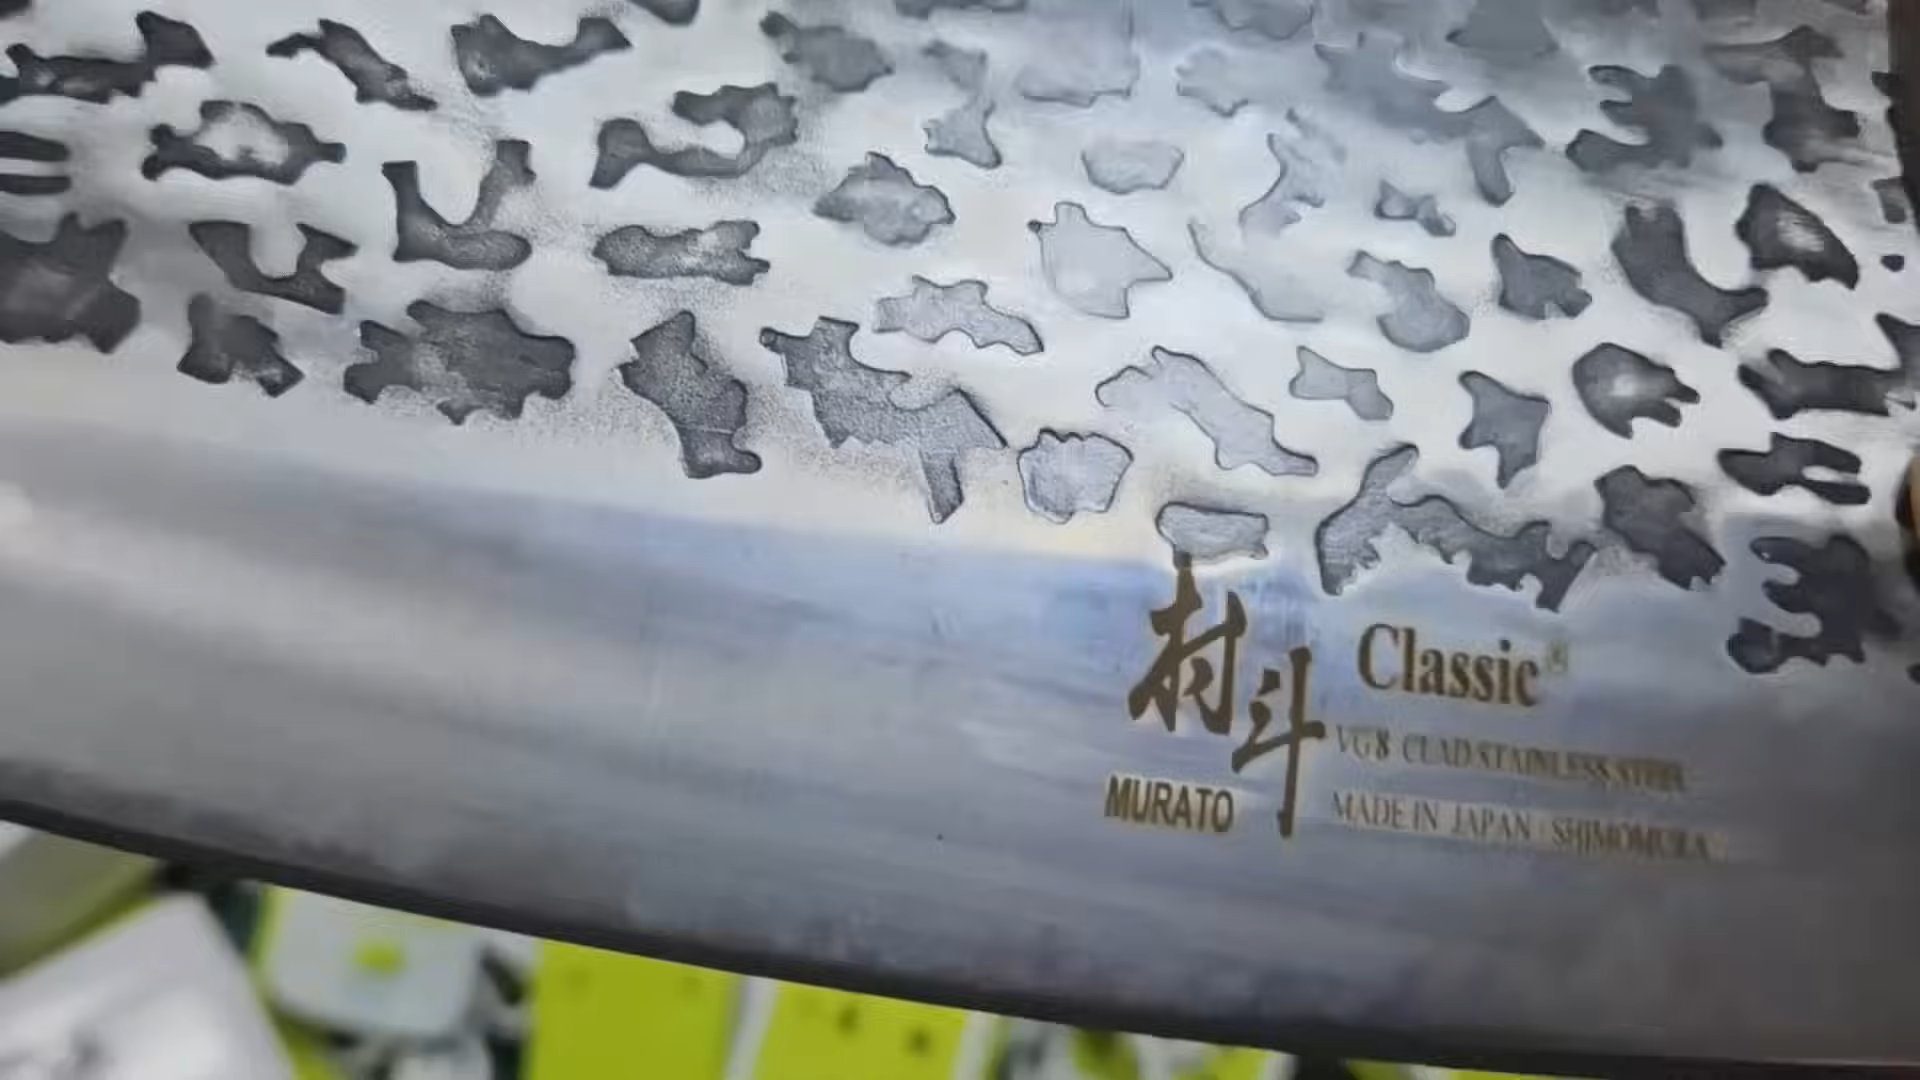 村斗
Classic®
VG8 CLAD STAINLESS STEEL
MURATO
MADE IN JAPAN SHIMOMURA